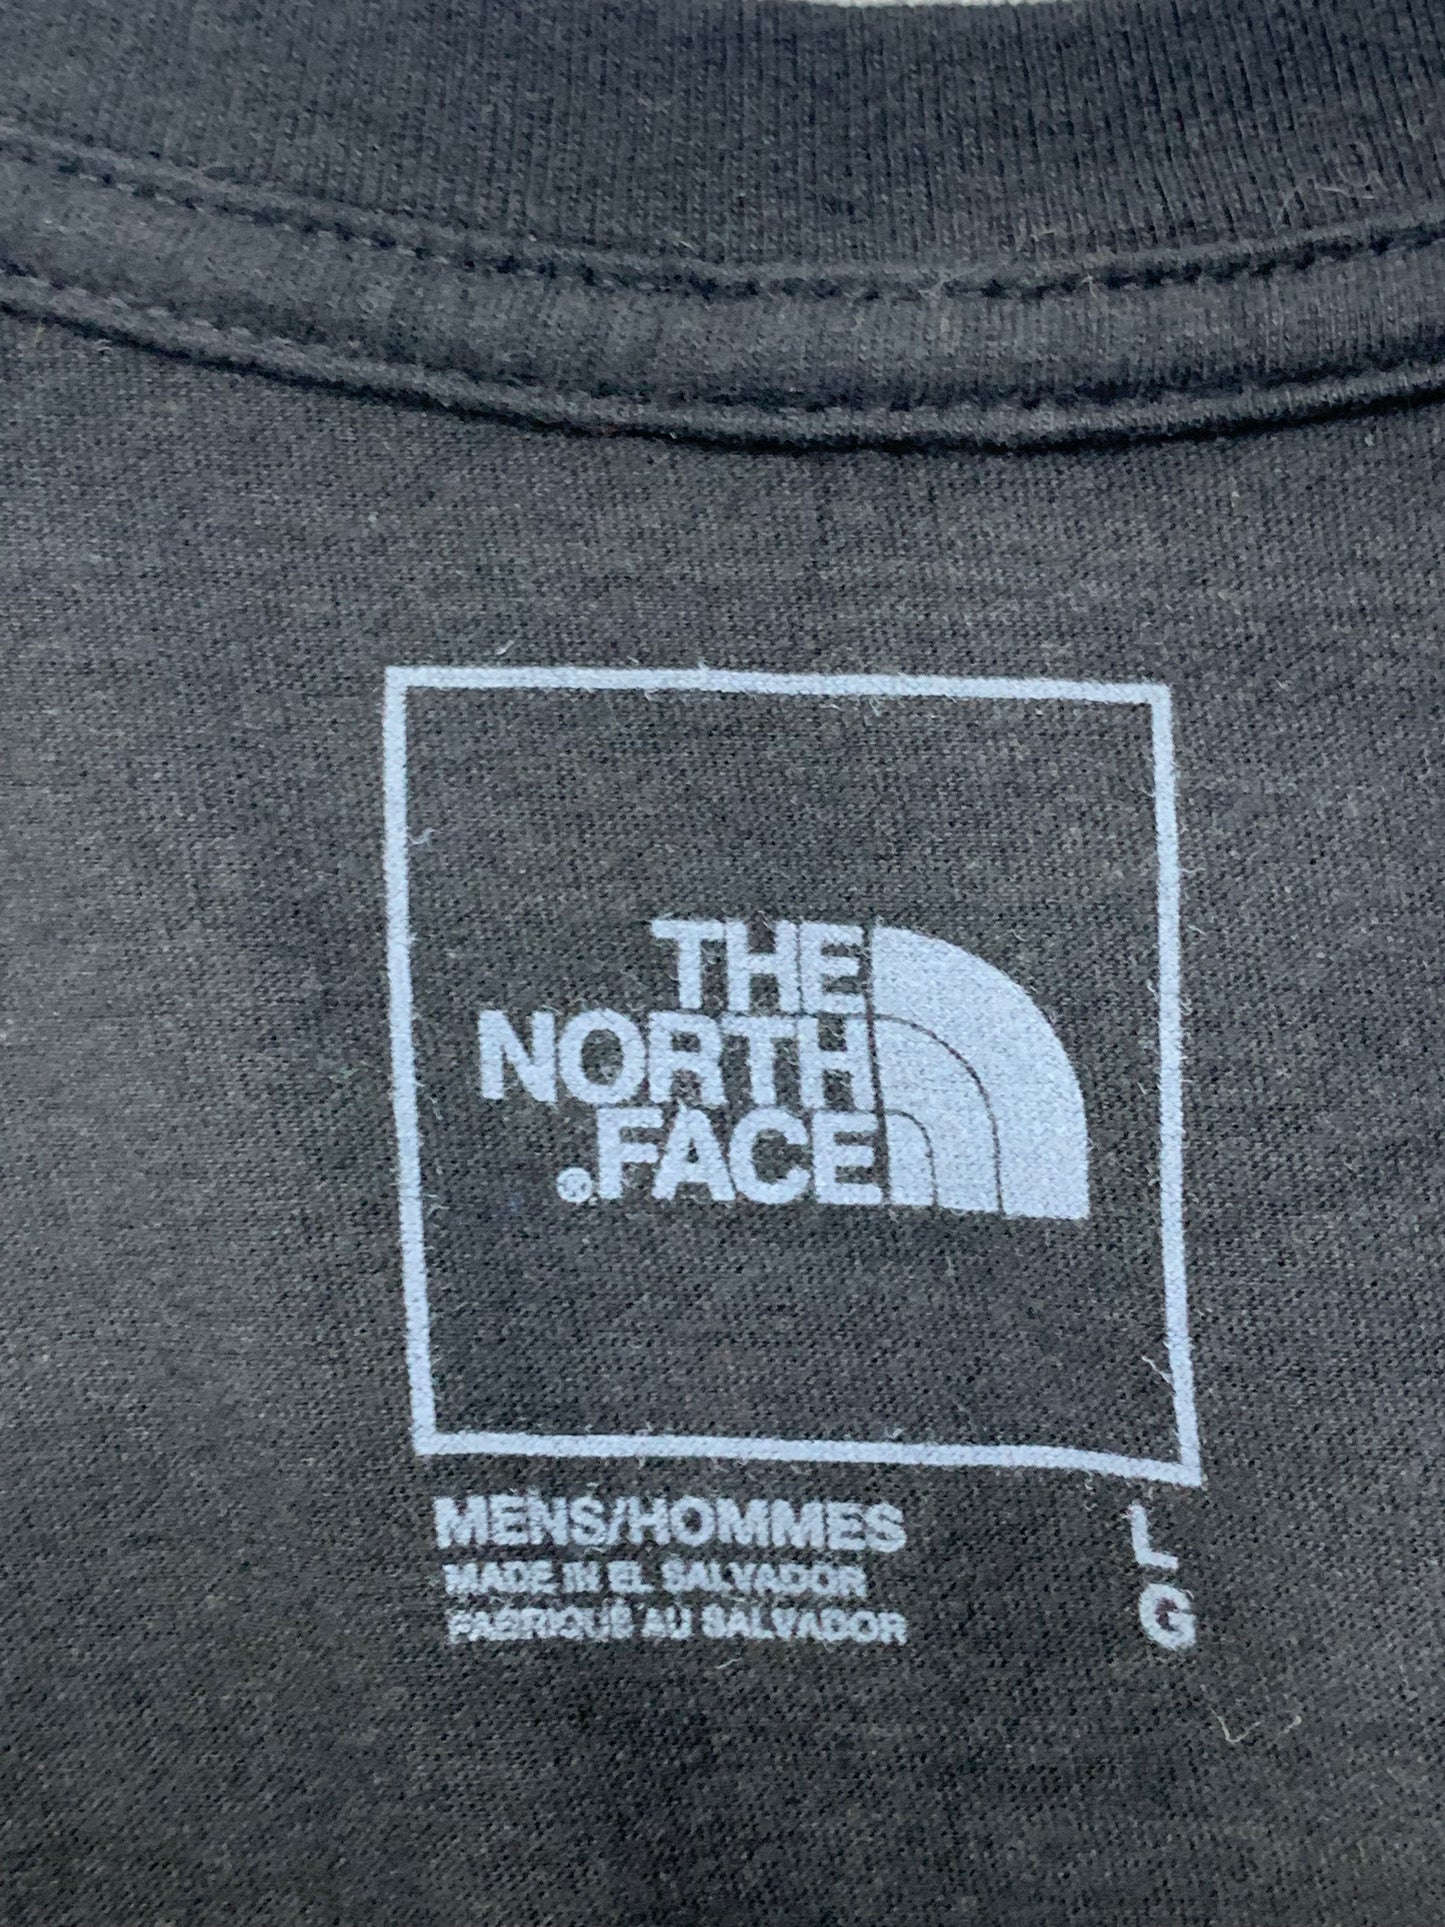 THE
NORTH
FACE
®
MENS/HOMMES
MADE IN EL SALVADOR
FABRIQUÉ AU SALVADOR
L
G